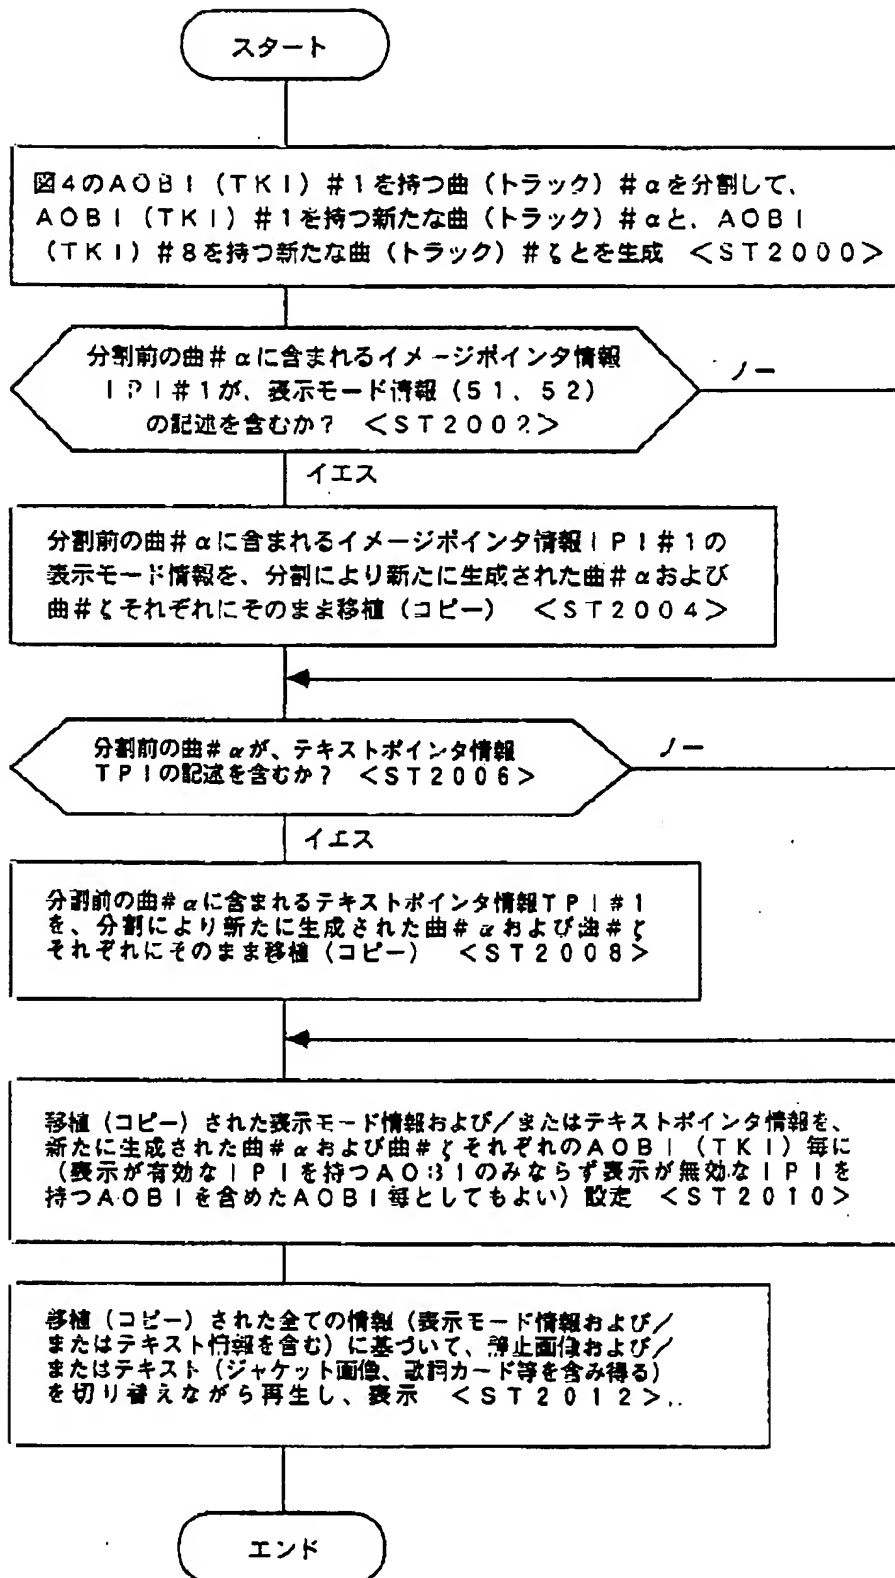 スタート
図4のAOBI(TKI)#1を持つ曲(トラック)#αを分割して、
AOBI(TKI)#1を持つ新たな曲(トラック)#αと、AOBI
(TKI)#8を持つ新たな曲(トラック)#ζとを生成 <ST2000>
分割前の曲#αに含まれるイメージポインタ情報
IPI#1が、表示モード情報(51、52)
の記述を含むか? <ST2002>
ノー
イエス
分割前の曲#αに含まれるイメージポインタ情報IPI#1の
表示モード情報を、分割により新たに生成された曲#αおよび
曲#ζそれぞれにそのまま移植(コピー) <ST2004>
分割前の曲#αが、テキストポインタ情報
TPIの記述を含むか? <ST2006>
ノー
イエス
分割前の曲#αに含まれるテキストポインタ情報TPI#1
を、分割により新たに生成された曲#αおよび曲#ζ
それぞれにそのまま移植(コピー) <ST2008>
移植(コピー)された表示モード情報および/またはテキストポインタ情報を、
新たに生成された曲#αおよび曲#ζそれぞれのAOBI(TKI)毎に
(表示が有効なIPIを持つAOBIのみならず表示が無効なIPIを
持つAOBIを含めたAOBI毎としてもよい)設定 <ST2010>
移植(コピー)された全ての情報(表示モード情報および/
またはテキスト情報を含む)に基づいて、静止画像および/
またはテキスト(ジャケット画像、歌詞カード等を含み得る)
を切り替えながら再生し、表示 <ST2012>
エンド